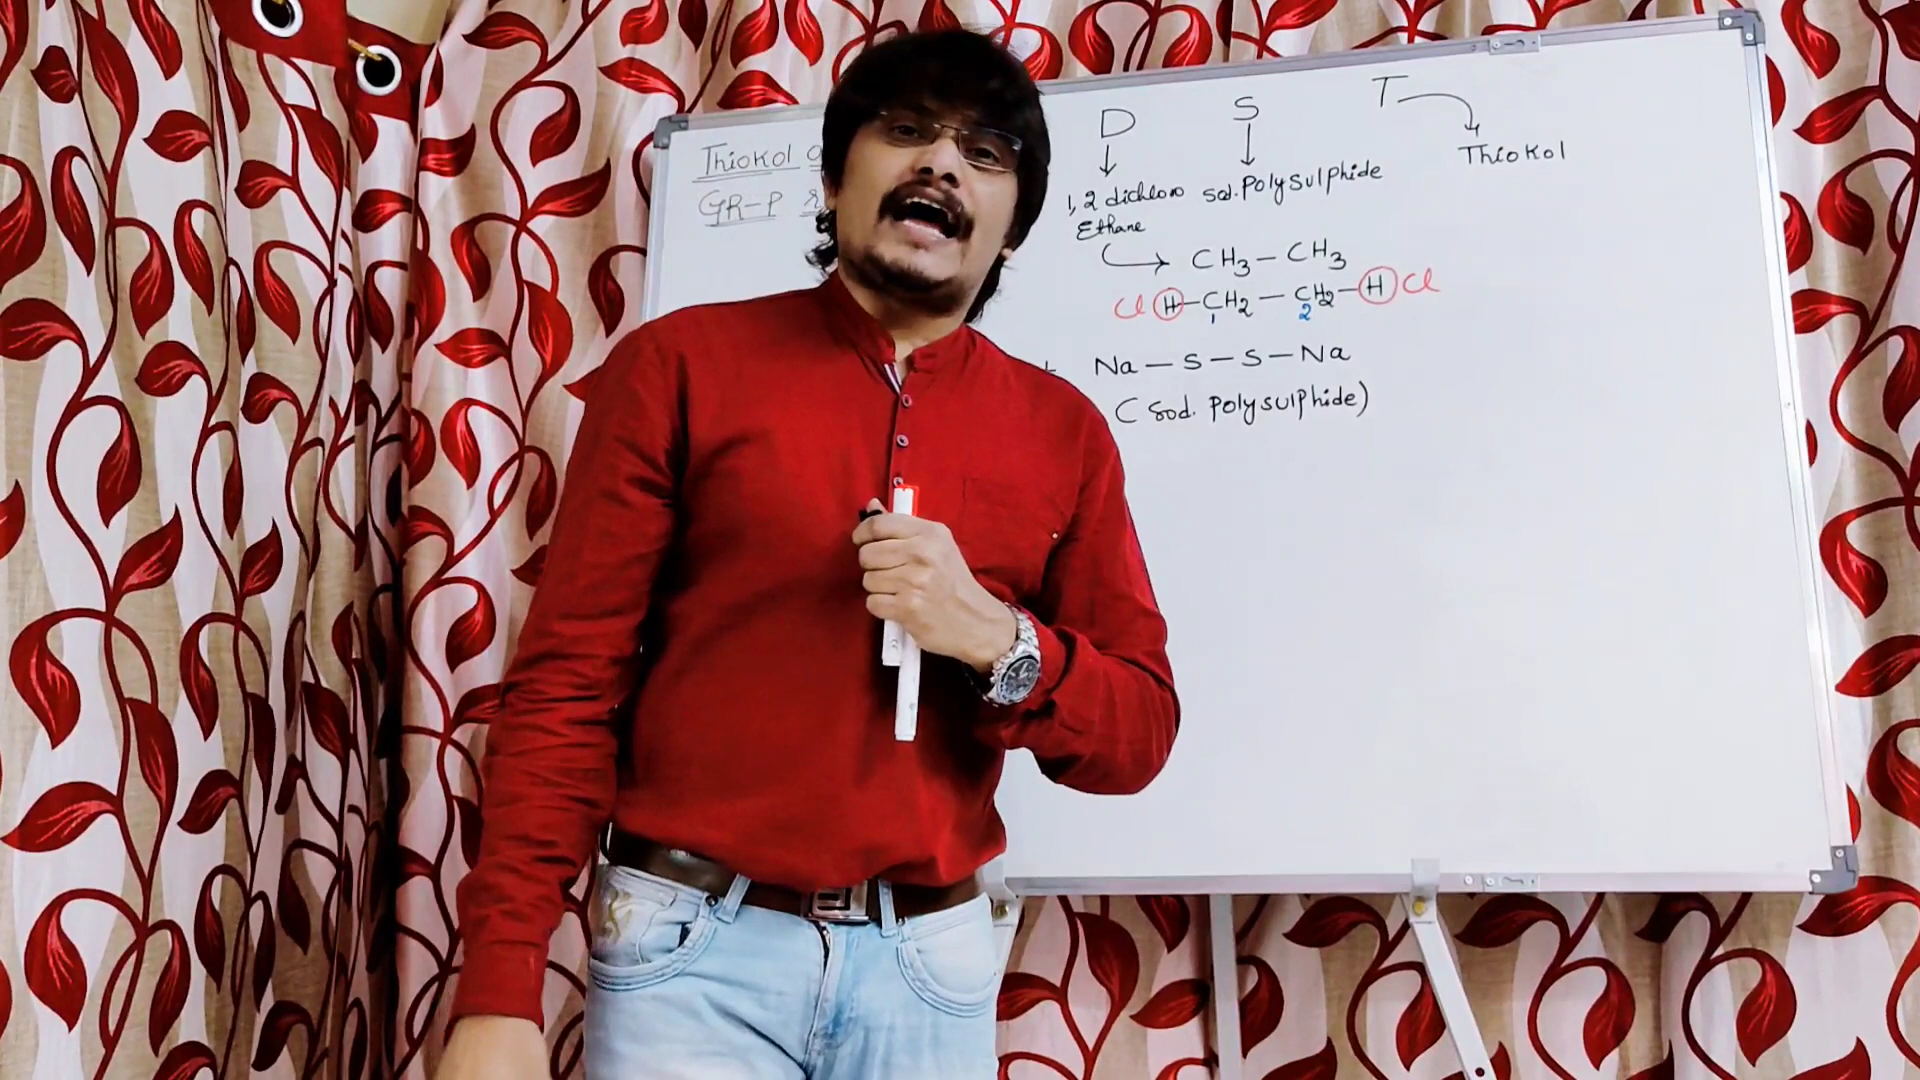 Thiokol
GR-P
D S T
1,2 dichloro sod. Polysulphide Thiokol
Ethane
CH3 - CH3
Cl H - CH2 - CH2 - H Cl
1 2
+ Na - S - S - Na
( Sod. polysulphide)